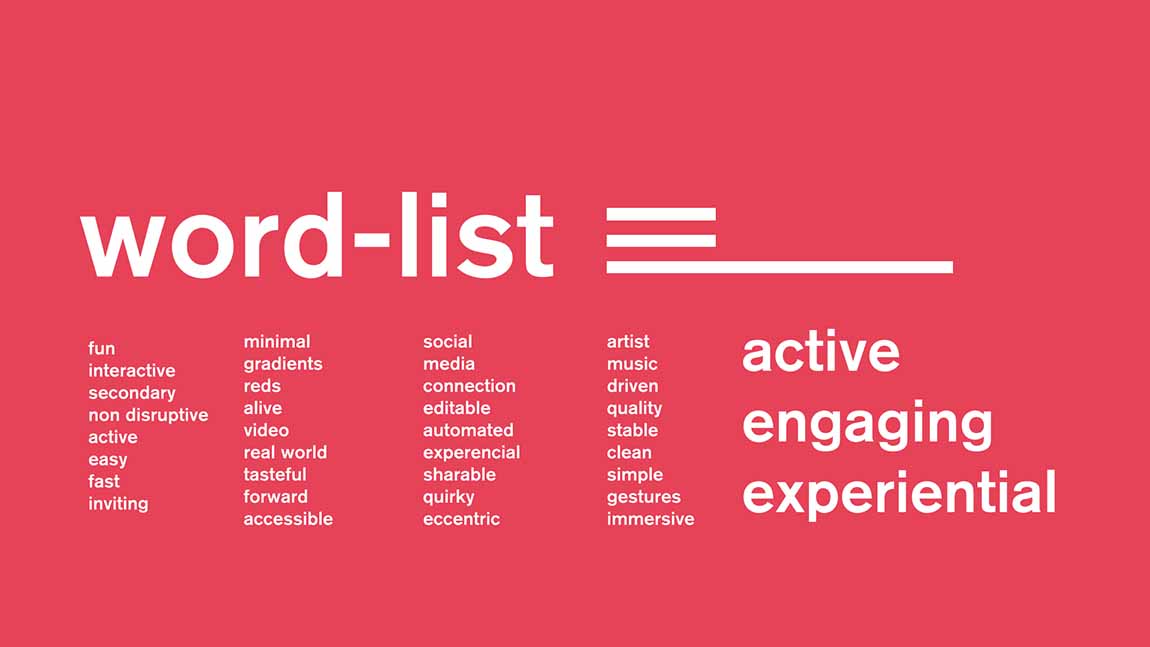 word-list
fun
interactive
secondary
non disruptive
active
easy
fast
inviting
minimal
gradients
reds
alive
video
real world
tasteful
forward
accessible
social
media
connection
editable
automated
experencial
sharable
quirky
eccentric
artist
music
driven
quality
stable
clean
simple
gestures
immersive
active
engaging
experiential